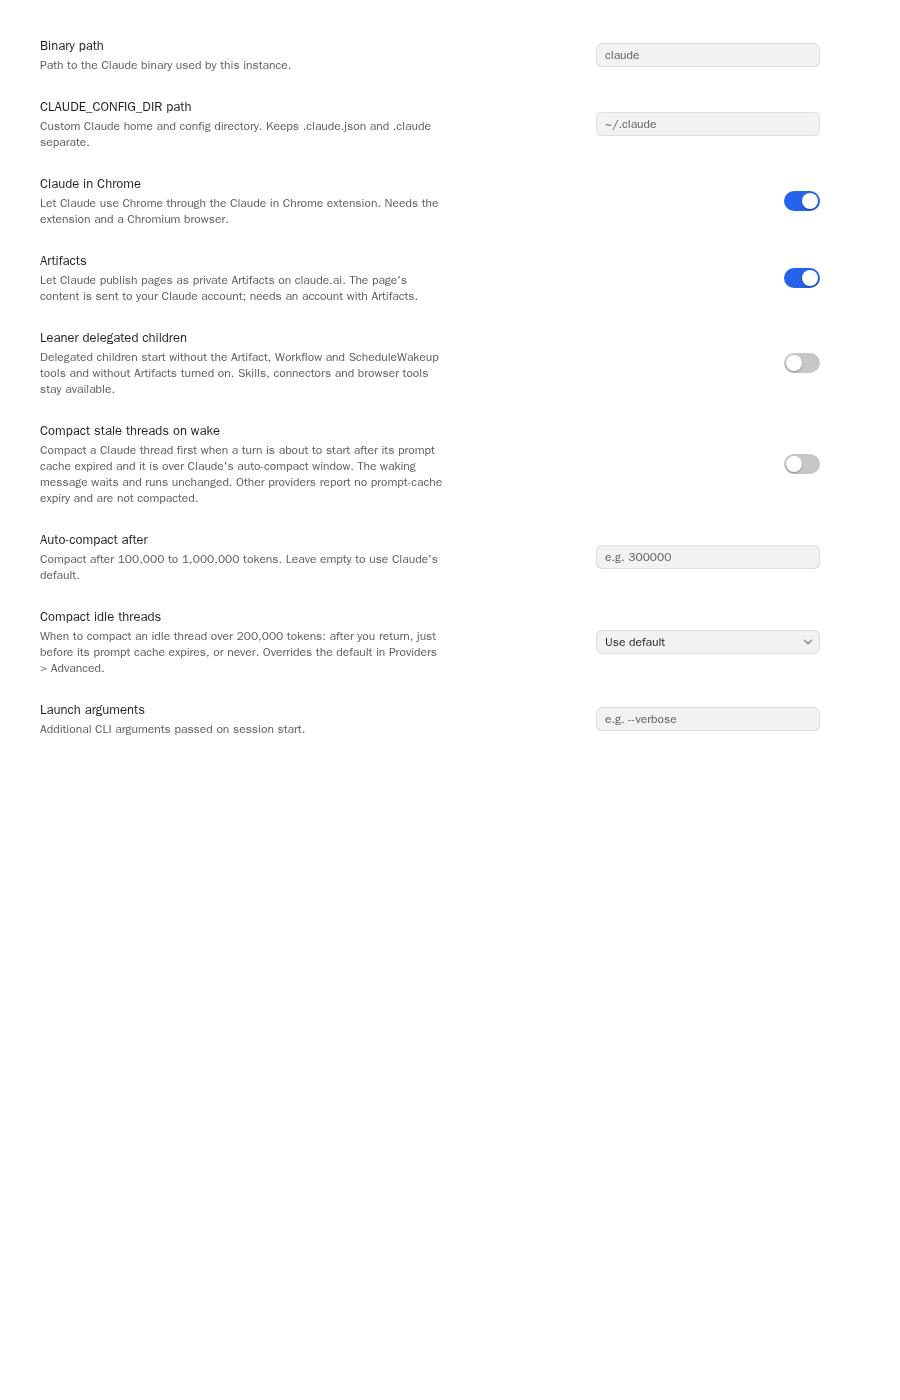 Binary path
Path to the Claude binary used by this instance.
claude
CLAUDE_CONFIG_DIR path
Custom Claude home and config directory. Keeps .claude.json and .claude
separate.
~/.claude
Claude in Chrome
Let Claude use Chrome through the Claude in Chrome extension. Needs the
extension and a Chromium browser.
Artifacts
Let Claude publish pages as private Artifacts on claude.ai. The page's
content is sent to your Claude account; needs an account with Artifacts.
Leaner delegated children
Delegated children start without the Artifact, Workflow and ScheduleWakeup
tools and without Artifacts turned on. Skills, connectors and browser tools
stay available.
Compact stale threads on wake
Compact a Claude thread first when a turn is about to start after its prompt
cache expired and it is over Claude's auto-compact window. The waking
message waits and runs unchanged. Other providers report no prompt-cache
expiry and are not compacted.
Auto-compact after
Compact after 100,000 to 1,000,000 tokens. Leave empty to use Claude's
default.
e.g. 300000
Compact idle threads
When to compact an idle thread over 200,000 tokens: after you return, just
before its prompt cache expires, or never. Overrides the default in Providers
> Advanced.
Use default
Launch arguments
Additional CLI arguments passed on session start.
e.g. --verbose